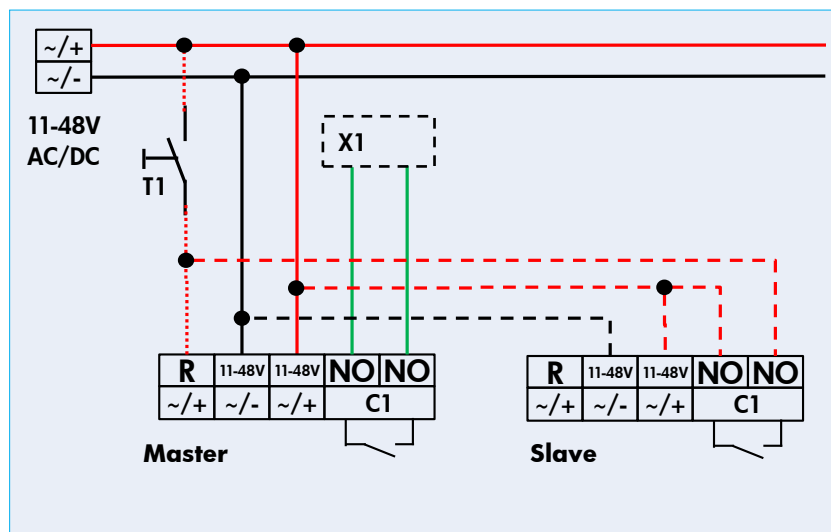 ~/+
~/-
11-48V
AC/DC
T1
X1
R 11-48V 11-48V NO NO
~/+ ~/- ~/+ C1
Master
R 11-48V 11-48V NO NO
~/+ ~/- ~/+ C1
Slave